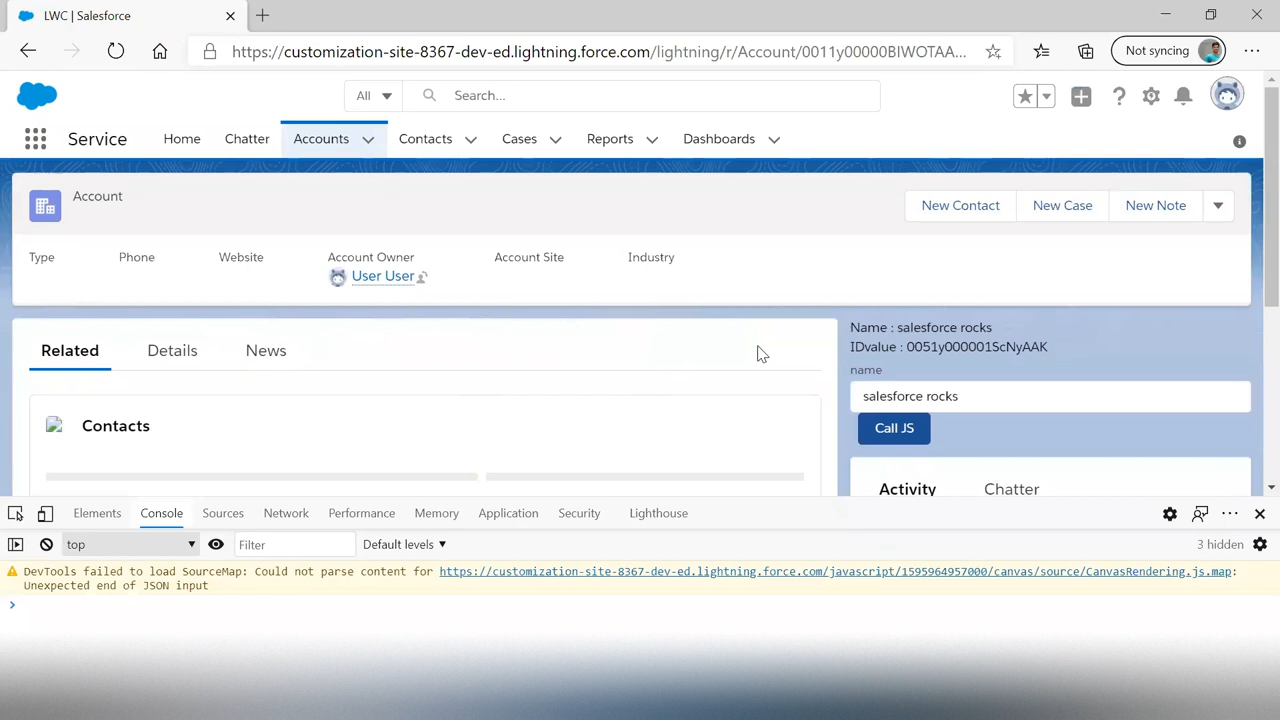 LWC | Salesforce
https://customization-site-8367-dev-ed.lightning.force.com/lightning/r/Account/0011y00000BIWOTAA...
Not syncing
All
Search...
Service
Home
Chatter
Accounts
Contacts
Cases
Reports
Dashboards
Account
New Contact
New Case
New Note
Type
Phone
Website
Account Owner
Account Site
Industry
User User
Related
Details
News
Name : salesforce rocks
IDvalue : 0051y000001ScNyAAK
name
salesforce rocks
Call JS
Contacts
Activity
Chatter
Elements
Console
Sources
Network
Performance
Memory
Application
Security
Lighthouse
top
Filter
Default levels
3 hidden
DevTools failed to load SourceMap: Could not parse content for https://customization-site-8367-dev-ed.lightning.force.com/javascript/1595964957000/canvas/source/CanvasRendering.js.map:
Unexpected end of JSON input